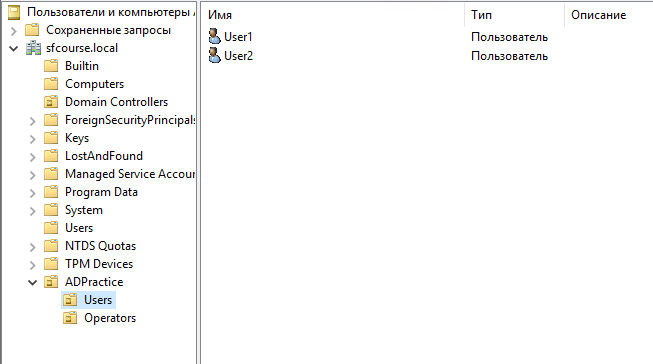 Пользователи и компьютеры
Сохраненные запросы
sfcourse.local
Builtin
Computers
Domain Controllers
ForeignSecurityPrincipals
Keys
LostAndFound
Managed Service Accour
Program Data
System
Users
NTDS Quotas
TPM Devices
ADPractice
Users
Operators
Имя Тип Описание
User1 Пользователь
User2 Пользователь